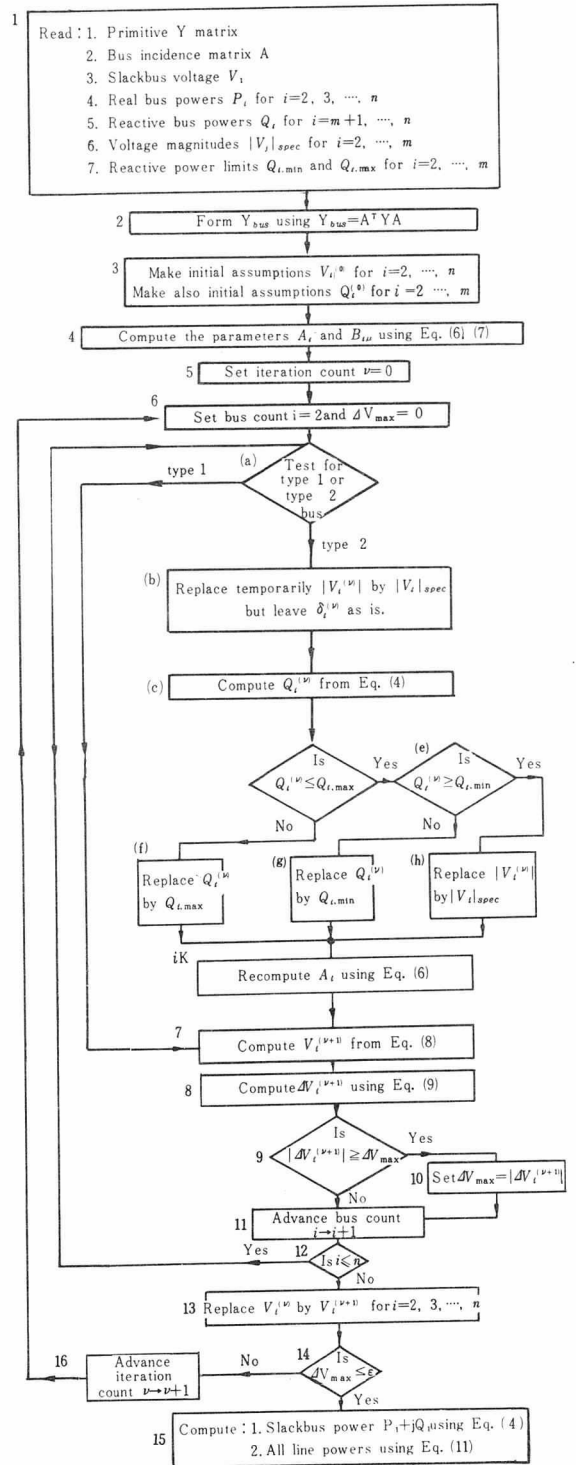 1
Read : 1. Primitive Y matrix
2. Bus incidence matrix A
3. Slackbus voltage V₁
4. Real bus powers Pᵢ for i=2, 3, ···, n
5. Reactive bus powers Qᵢ for i=m+1, ···, n
6. Voltage magnitudes |Vⱼ|spec for i=2, ···, m
7. Reactive power limits Qi.min and Qi.max for i=2, ···, m
2
Form Ybus using Ybus=AᵀYA
3
Make initial assumptions Vᵢ⁽⁰⁾ for i=2, ···, n
Make also initial assumptions Qᵢ⁽⁰⁾ for i =2 ···, m
4
Compute the parameters Aᵢ and Biμ using Eq. (6) (7)
5
Set iteration count ν=0
6
Set bus count i = 2 and ΔVmax= 0
(a)
type 1
Test for
type 1 or
type 2
bus
type 2
(b)
Replace temporarily |Vᵢ⁽ᵛ⁾| by |Vᵢ|spec
but leave δᵢ⁽ᵛ⁾ as is.
(c)
Compute Qᵢ⁽ᵛ⁾ from Eq. (4)
Is
Qᵢ⁽ᵛ⁾≤Qi.max
Yes
(e)
Is
Qᵢ⁽ᵛ⁾≥Qi.min
Yes
No
No
(f)
Replace Qᵢ⁽ᵛ⁾
by Qi.max
(g)
Replace Qᵢ⁽ᵛ⁾
by Qi.min
(h)
Replace |Vᵢ⁽ᵛ⁾|
by|Vᵢ|spec
iK
Recompute Aᵢ using Eq. (6)
7
Compute Vᵢ⁽ᵛ⁺¹⁾ from Eq. (8)
8
Compute ΔVᵢ⁽ᵛ⁺¹⁾ using Eq. (9)
9
Is
|ΔVᵢ⁽ᵛ⁺¹⁾| ≧ΔVmax
Yes
10
Set ΔVmax=|ΔVᵢ⁽ᵛ⁺¹⁾|
No
11
Advance bus count
i→i+1
Yes
12
Is i⩽n
No
13
Replace Vᵢ⁽ᵛ⁾ by Vᵢ⁽ᵛ⁺¹⁾ for i=2, 3, ···, n
16
Advance
iteration
count ν→ν+1
No
14
Is
ΔVmax ≤ε
Yes
15
Compute : 1. Slackbus power P₁+jQ₁using Eq. (4)
2. All line powers using Eq. (11)